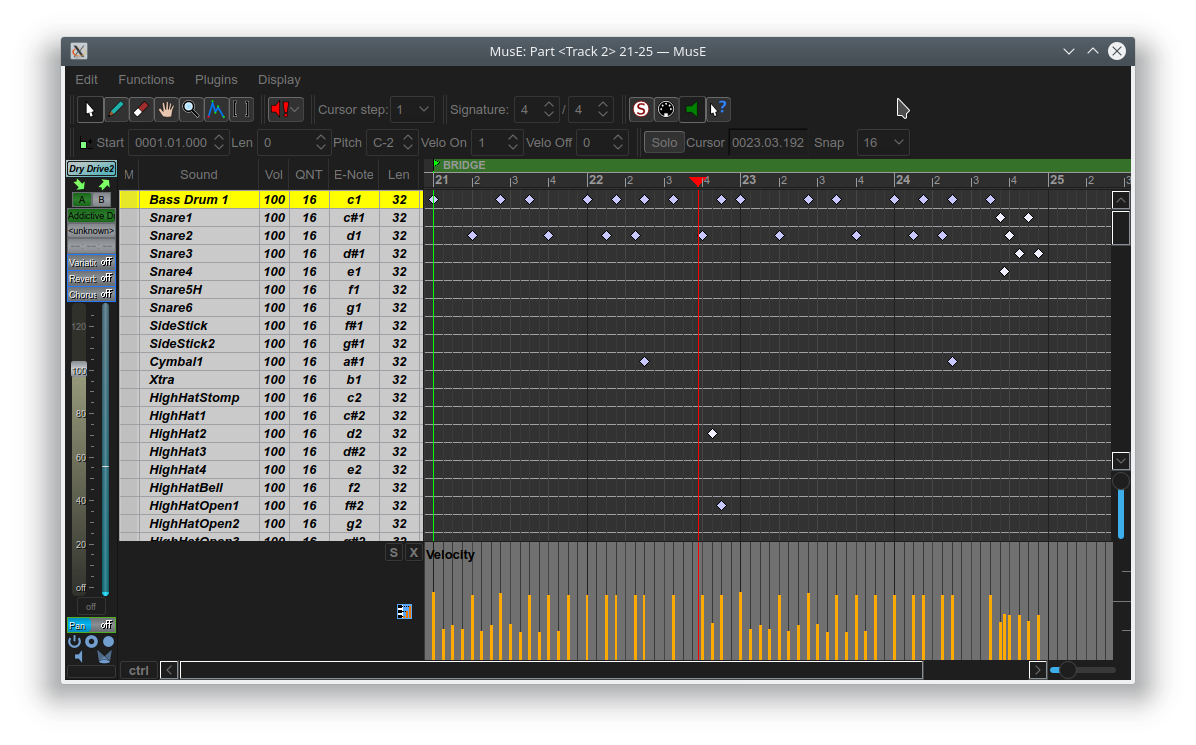 MusE: Part <Track 2> 21-25 — MusE
Edit Functions Plugins Display
Cursor step: 1 Signature: 4 / 4 S ?
Start 0001.01.000 Len 0 Pitch C-2 Velo On 1 Velo Off 0 Solo Cursor 0023.03.192 Snap 16
Dry Drive2 M Sound Vol QNT E-Note Len BRIDGE
21 2 3 4 22 2 3 4 23 2 3 4 24 2 3 4 25 2 3
A B Bass Drum 1 100 16 c1 32
Addictive D Snare1 100 16 c#1 32
<unknown> Snare2 100 16 d1 32
Snare3 100 16 d#1 32
Variatic off Snare4 100 16 e1 32
Reverb off Snare5H 100 16 f1 32
Chorus off Snare6 100 16 g1 32
120 SideStick 100 16 f#1 32
SideStick2 100 16 g#1 32
100 Cymbal1 100 16 a#1 32
Xtra 100 16 b1 32
HighHatStomp 100 16 c2 32
80 HighHat1 100 16 c#2 32
HighHat2 100 16 d2 32
60 HighHat3 100 16 d#2 32
HighHat4 100 16 e2 32
HighHatBell 100 16 f2 32
40 HighHatOpen1 100 16 f#2 32
HighHatOpen2 100 16 g2 32
20 HighHatOpen3 100 16 g#2 32
S X Velocity
off
off
Pan off
ctrl